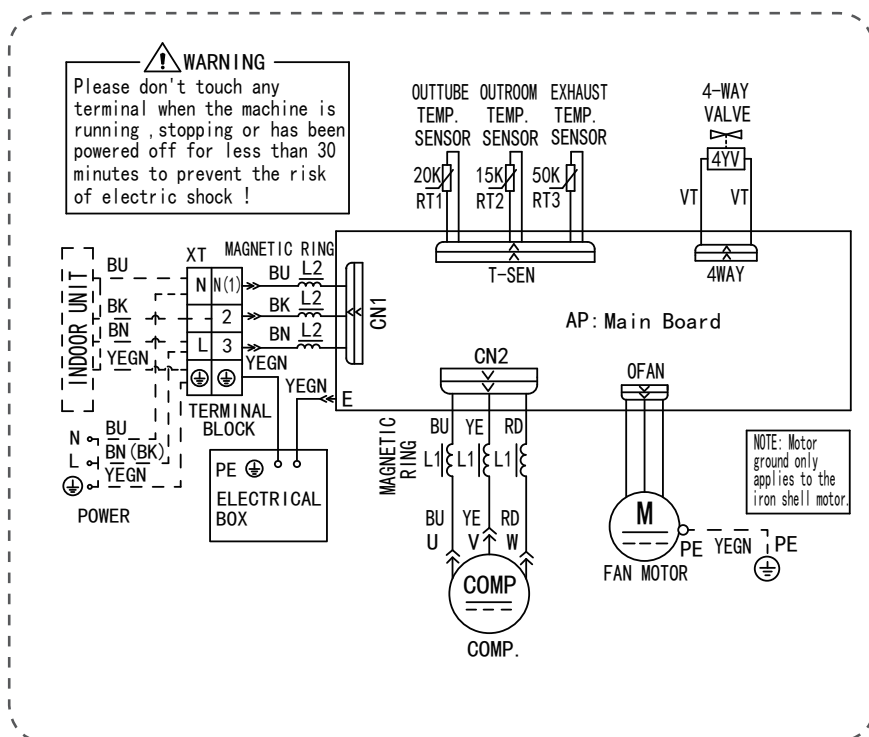 WARNING
Please don't touch any
terminal when the machine is
running ,stopping or has been
powered off for less than 30
minutes to prevent the risk
of electric shock !
OUTTUBE OUTROOM EXHAUST
TEMP. TEMP. TEMP.
SENSOR SENSOR SENSOR
20K 15K 50K
RT1 RT2 RT3
4-WAY
VALVE
4YV
VT VT
T-SEN
4WAY
INDOOR UNIT
BU
BK
BN
YEGN
XT
MAGNETIC RING
N N(1) BU L2
2 BK L2
L 3 BN L2
YEGN
CN1
AP:Main Board
TERMINAL
BLOCK
YEGN E
N BU
L BN(BK)
YEGN
POWER
PE
ELECTRICAL
BOX
CN2
MAGNETIC
RING
BU YE RD
L1 L1 L1
BU YE RD
U V W
COMP
COMP.
OFAN
M
FAN MOTOR
PE YEGN PE
NOTE: Motor
ground only
applies to the
iron shell motor.